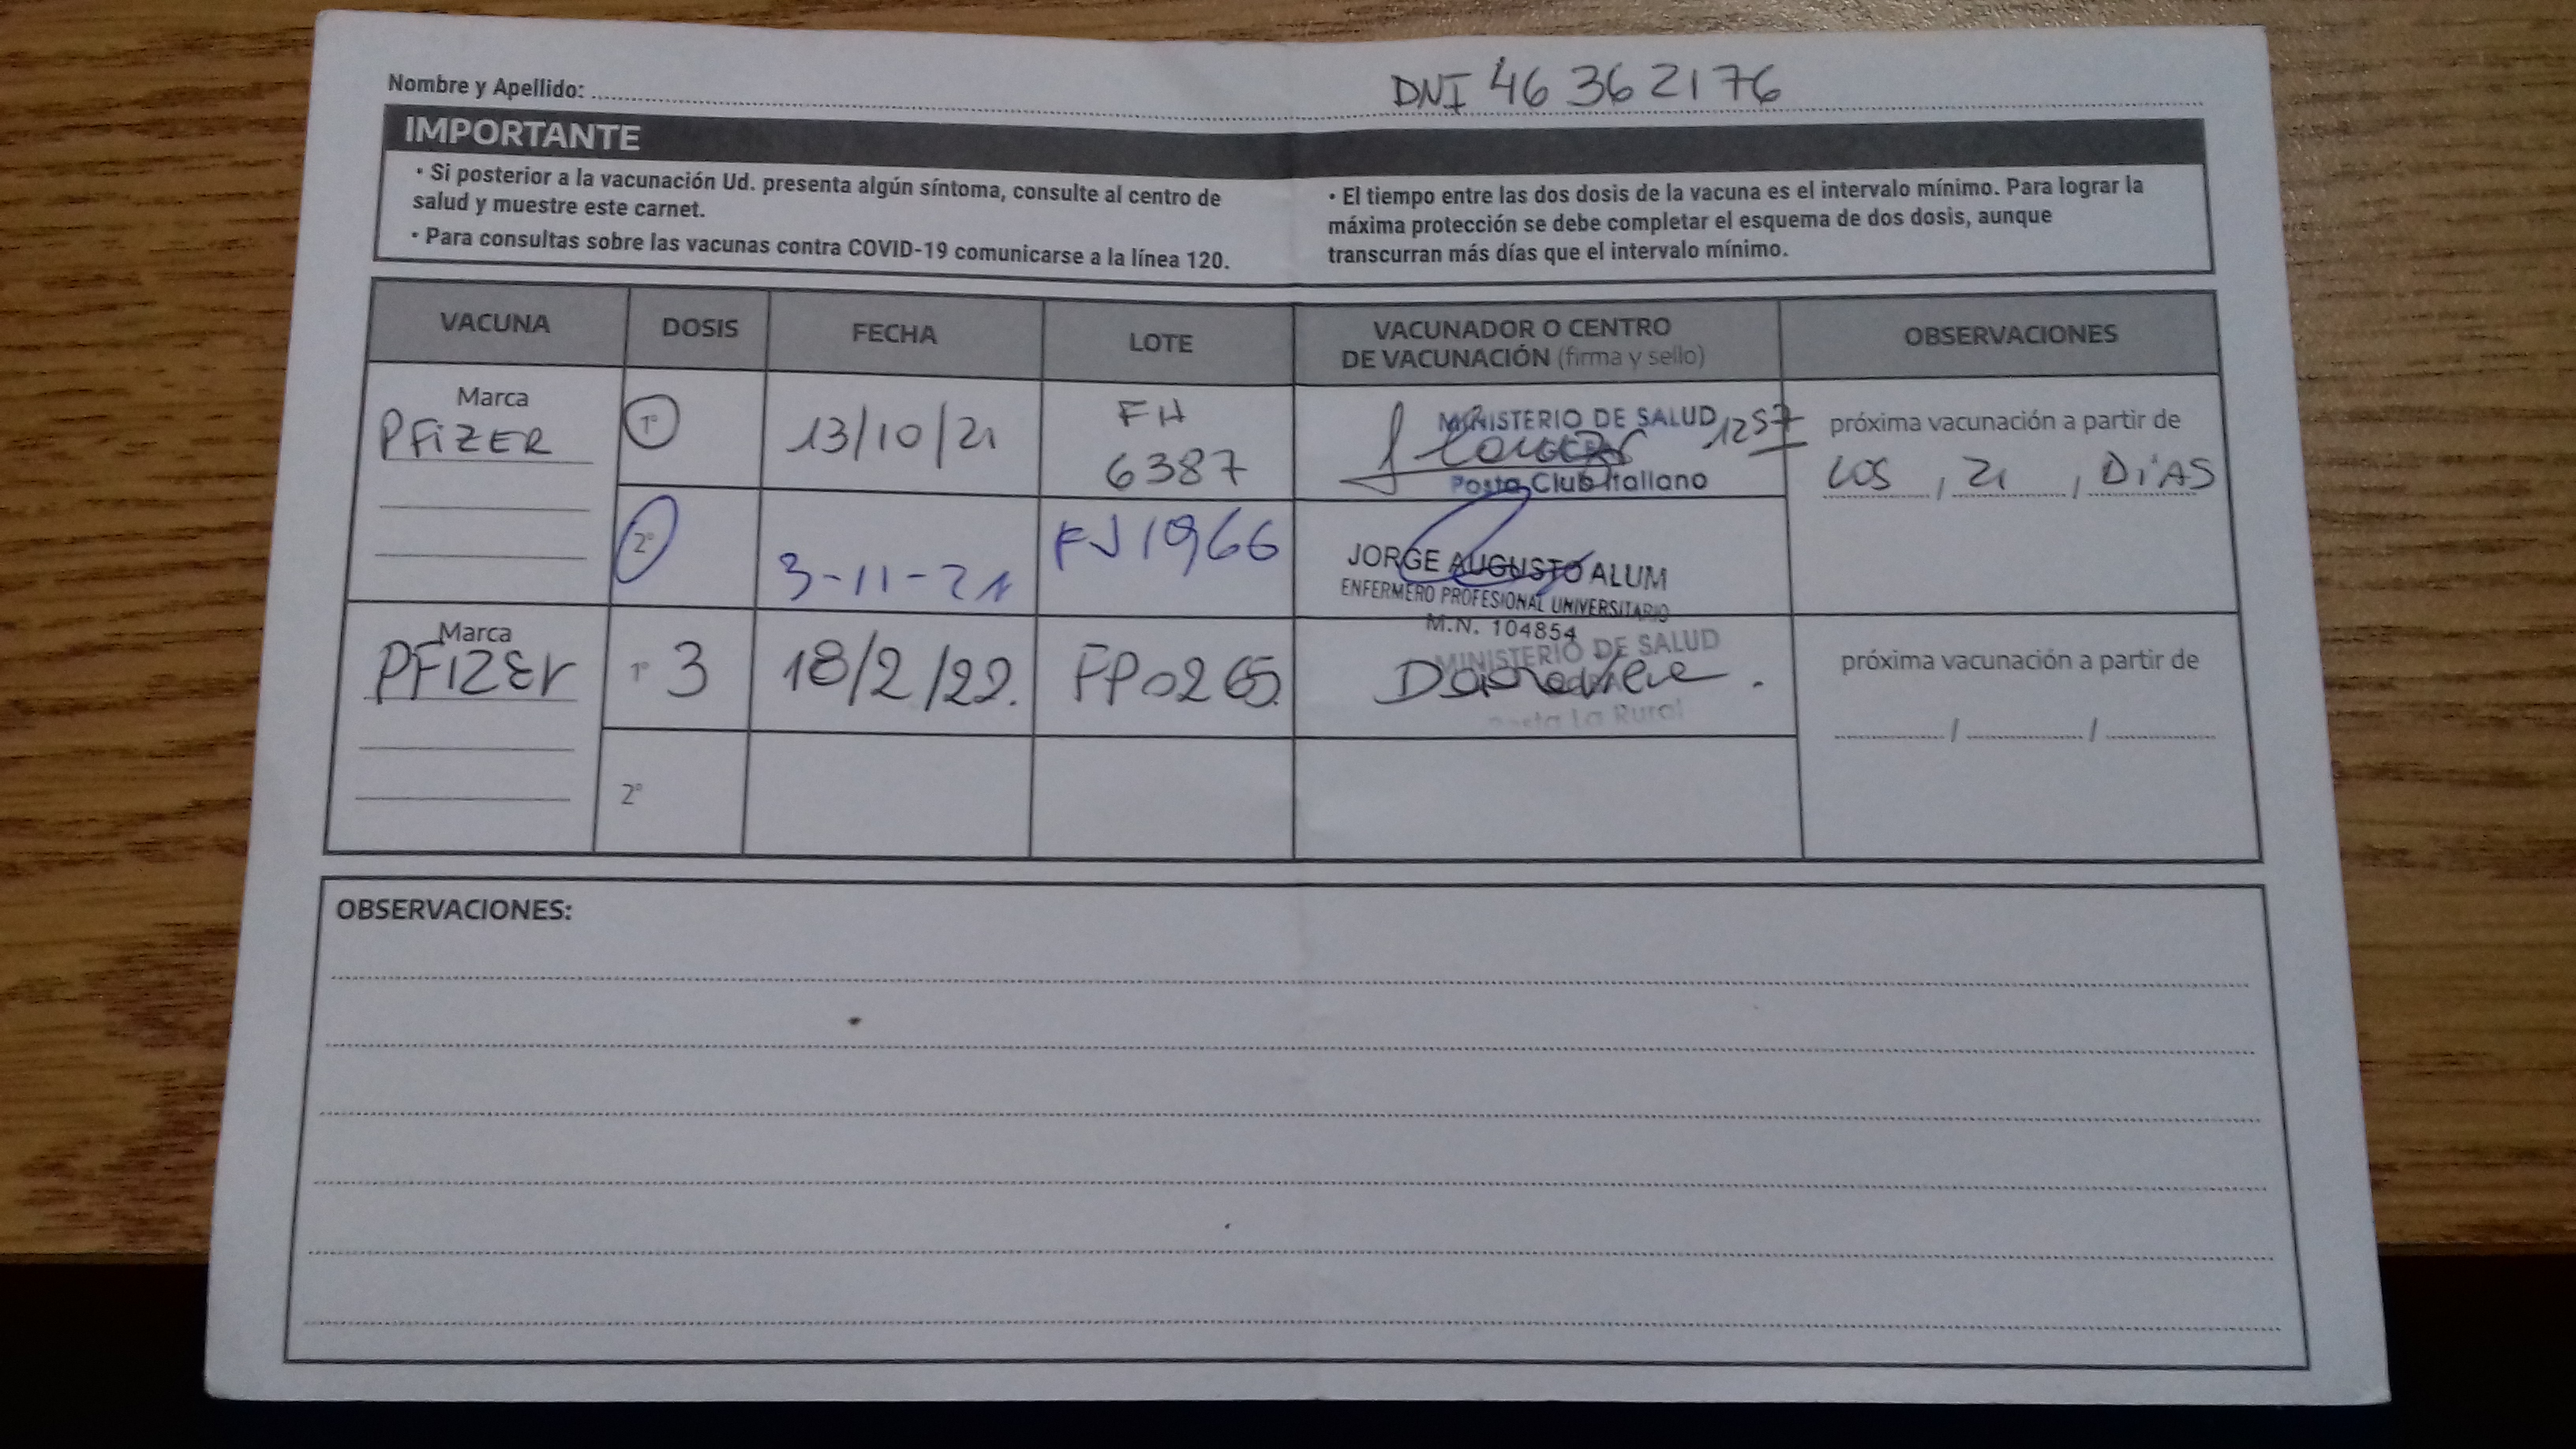 Nombre y Apellido: DNI 46 362176
IMPORTANTE
• Si posterior a la vacunación Ud. presenta algún síntoma, consulte al centro de
salud y muestre este carnet.
• Para consultas sobre las vacunas contra COVID-19 comunicarse a la línea 120.
• El tiempo entre las dos dosis de la vacuna es el intervalo mínimo. Para lograr la
máxima protección se debe completar el esquema de dos dosis, aunque
transcurran más días que el intervalo mínimo.
VACUNA DOSIS FECHA LOTE VACUNADOR O CENTRO
DE VACUNACIÓN (firma y sello) OBSERVACIONES
Marca
PFIZER
1° 13/10/21 FH
6387
MINISTERIO DE SALUD 1257
Posta Club Italiano
próxima vacunación a partir de
LOS, 21, DíAS
2° 3-11-21 FJ1966
JORGE AUGUSTO ALUM
ENFERMERO PROFESIONAL UNIVERSITARIO
M.N. 104854
Marca
PFIZER
1° 3 18/2/22. FP0265.
MINISTERIO DE SALUD
Posta La Rural
próxima vacunación a partir de
/ /
2°
OBSERVACIONES: